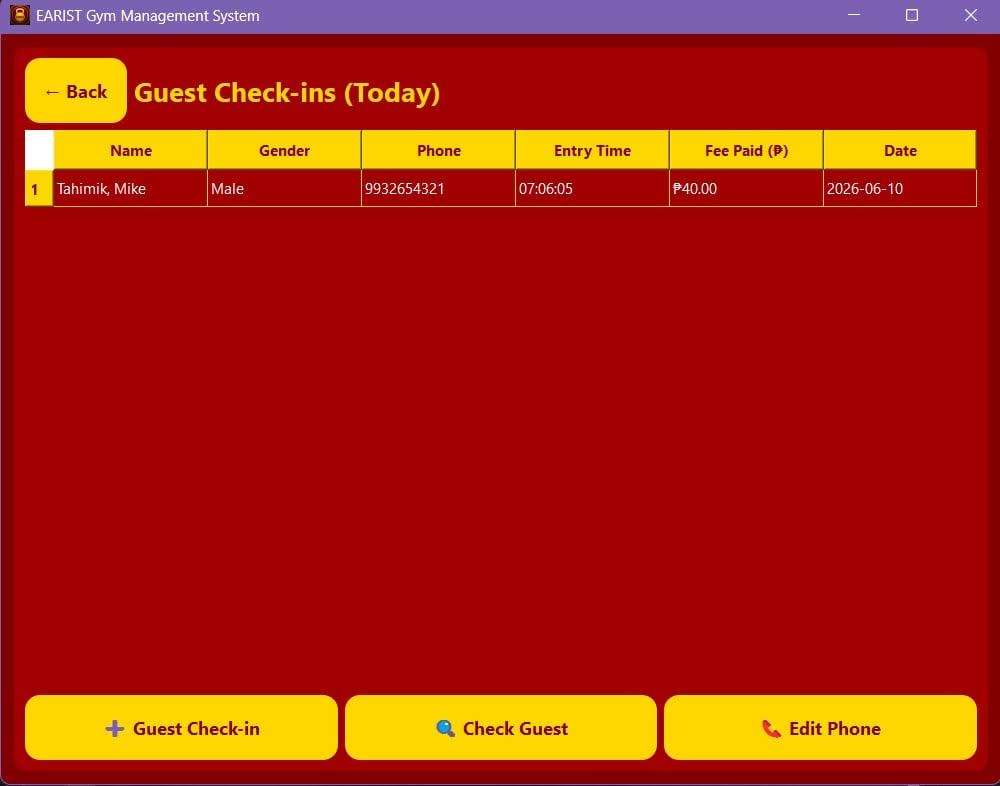 EARIST Gym Management System
← Back
Guest Check-ins (Today)
Name Gender Phone Entry Time Fee Paid (₱) Date
1 Tahimik, Mike Male 9932654321 07:06:05 ₱40.00 2026-06-10
➕ Guest Check-in 🔍 Check Guest 📞 Edit Phone